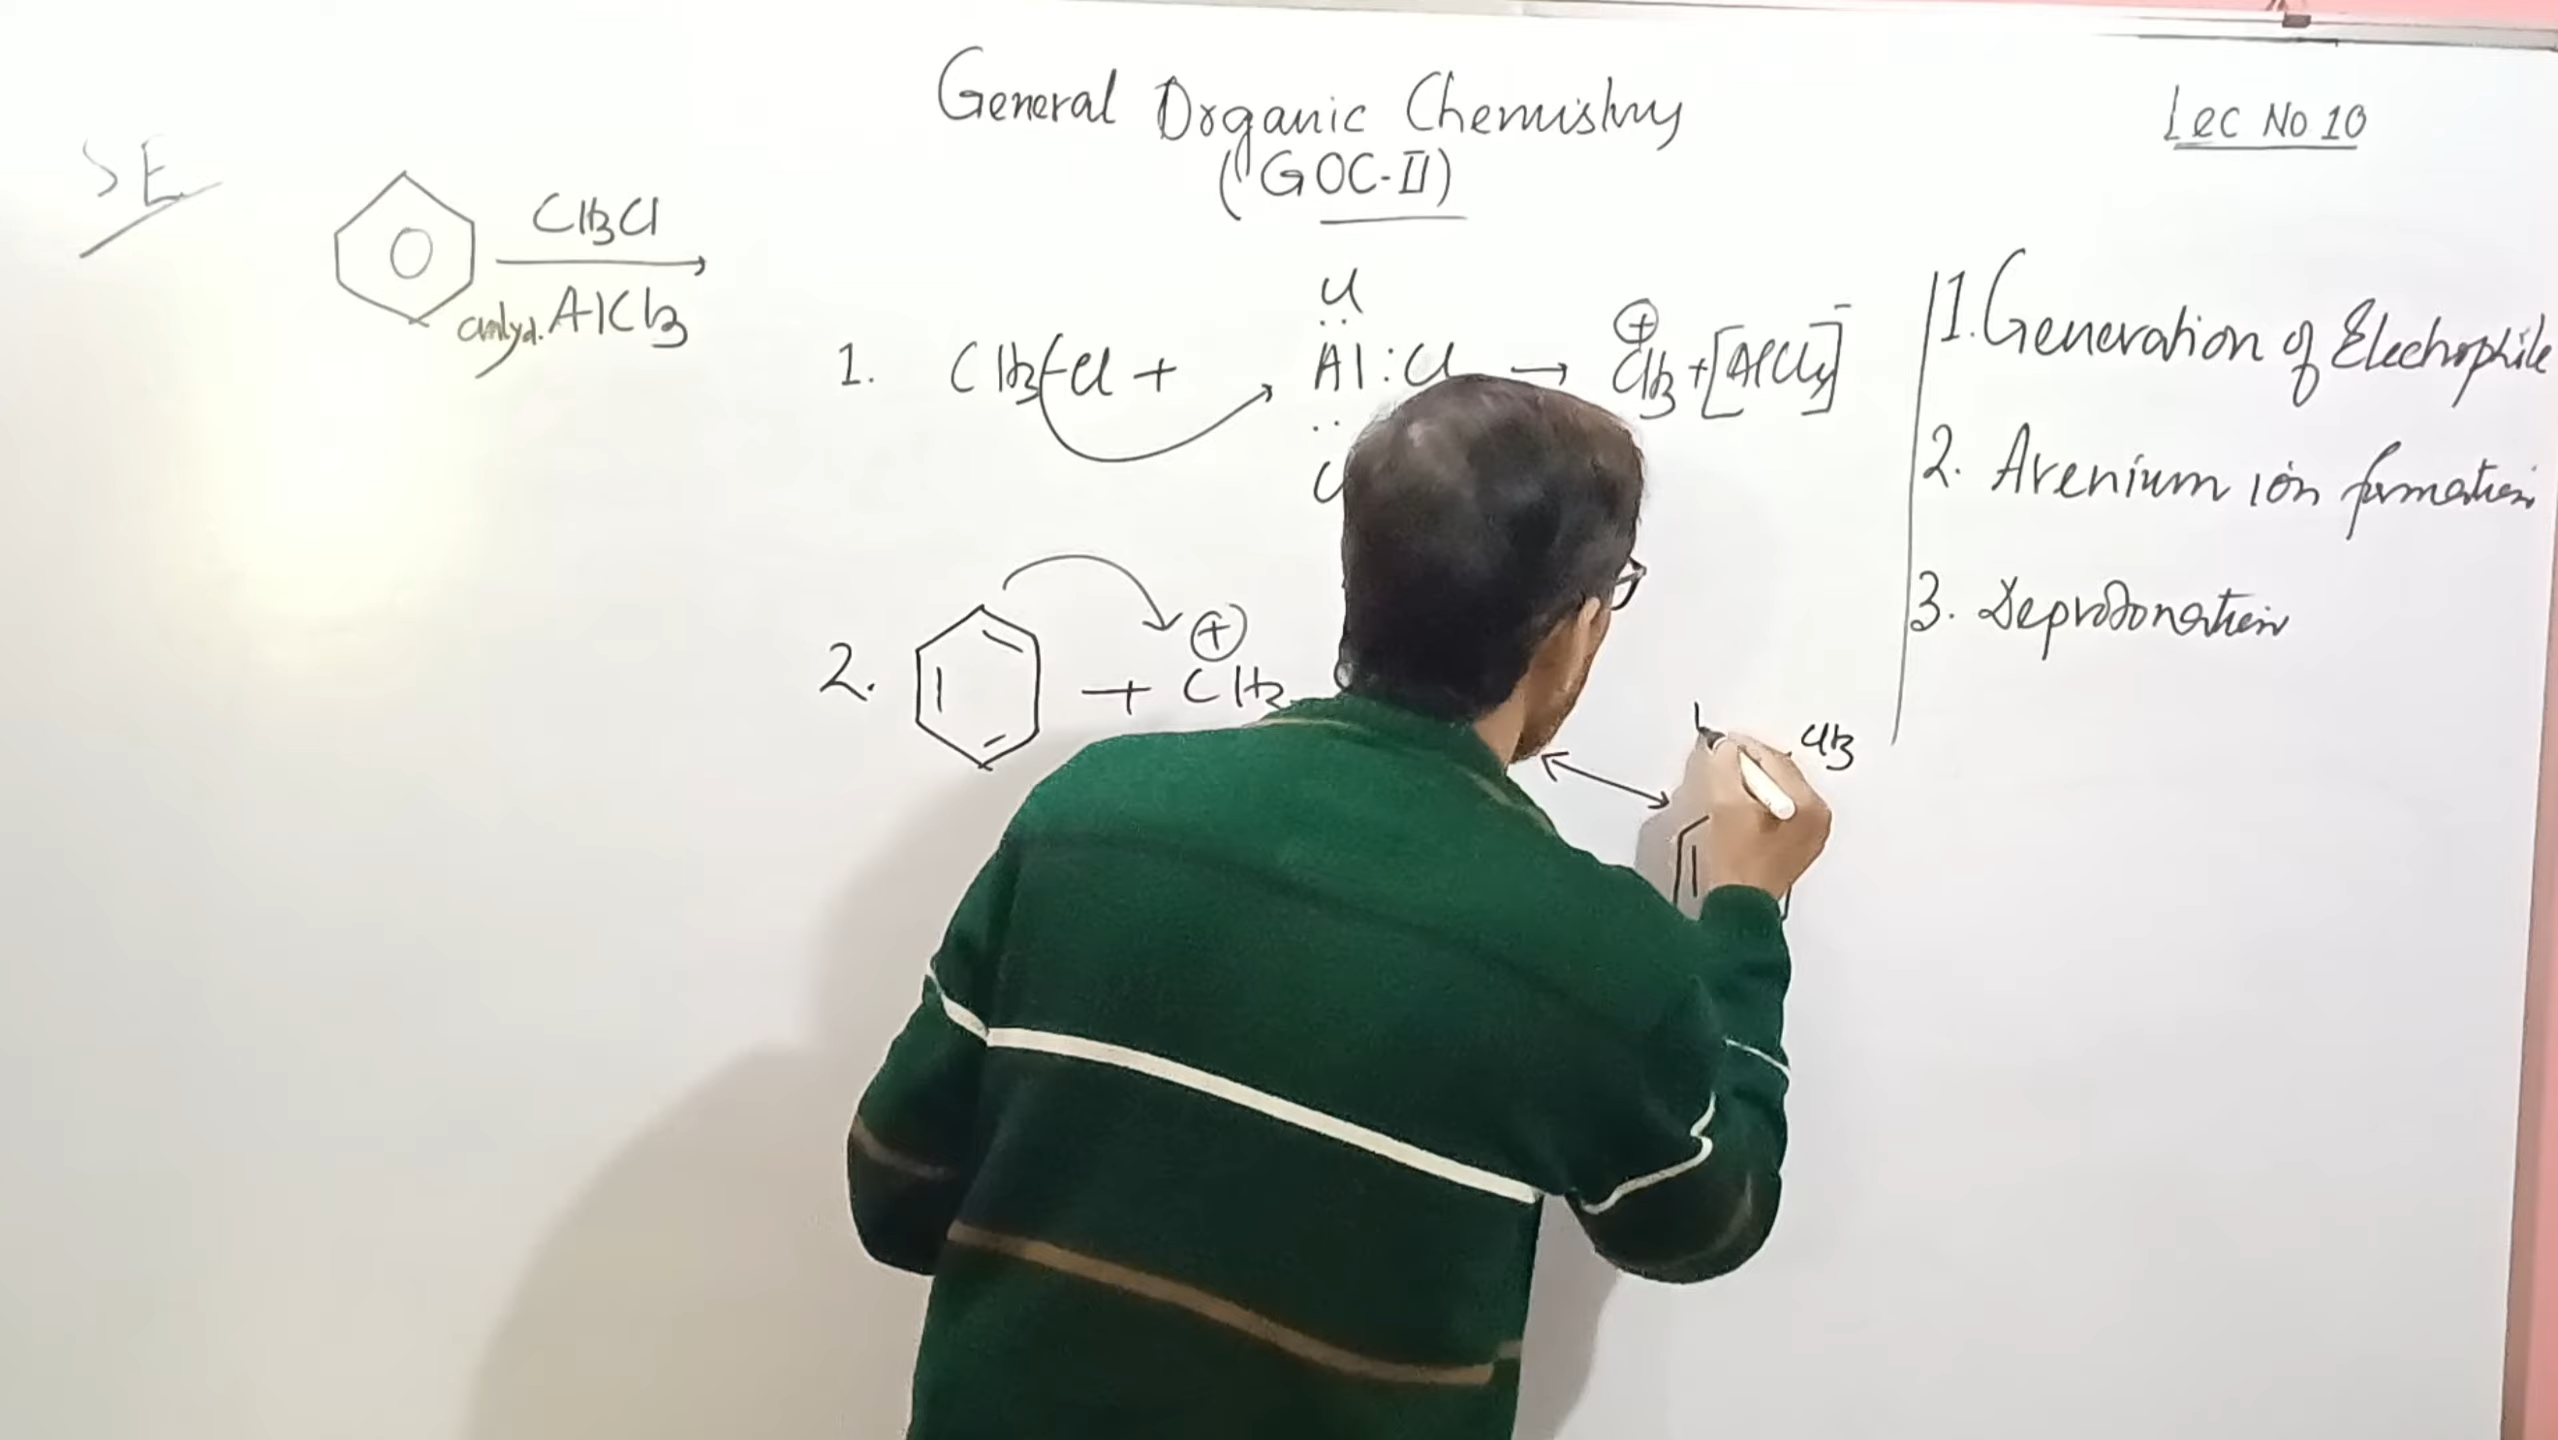 General Organic Chemistry
(GOC-II)
Lec No 10
SE
CH3Cl
anhyd. AlCl3
1. CH3-Cl + Al:Cl → CH3 + [AlCl4]-
Cl
⊕
2. + CH3
⊕
CH3
1. Generation of Electrophile
2. Arenium ion formation
3. Deprotonation